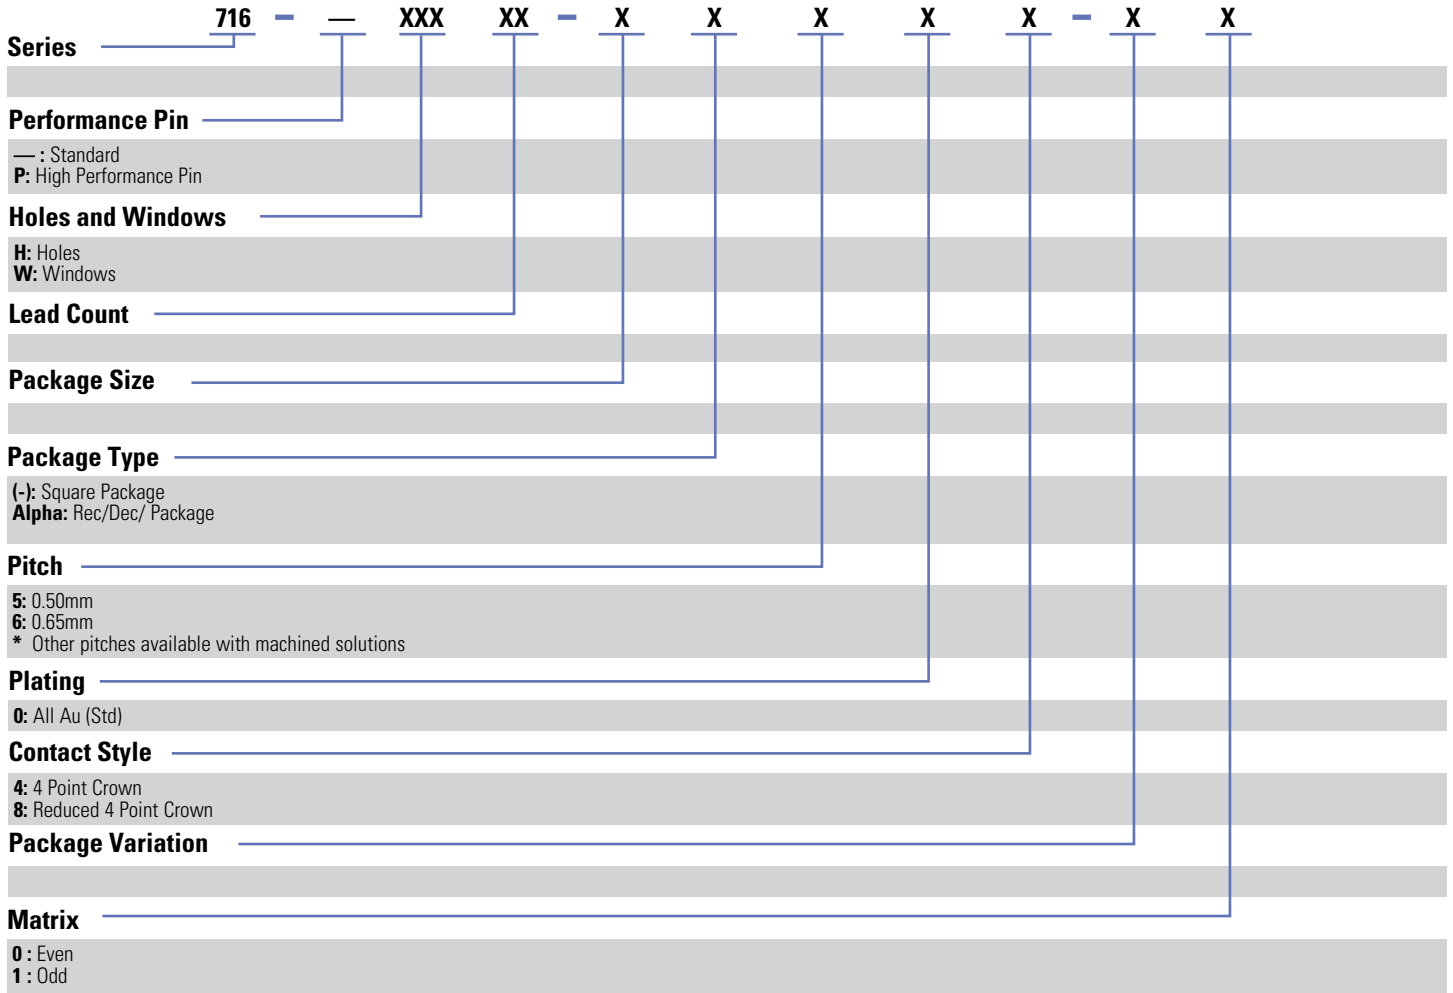 716 – — XXX XX – X X X X X – X X
Series
Performance Pin
— : Standard
P: High Performance Pin
Holes and Windows
H: Holes
W: Windows
Lead Count
Package Size
Package Type
(-): Square Package
Alpha: Rec/Dec/ Package
Pitch
5: 0.50mm
6: 0.65mm
* Other pitches available with machined solutions
Plating
0: All Au (Std)
Contact Style
4: 4 Point Crown
8: Reduced 4 Point Crown
Package Variation
Matrix
0 : Even
1 : Odd